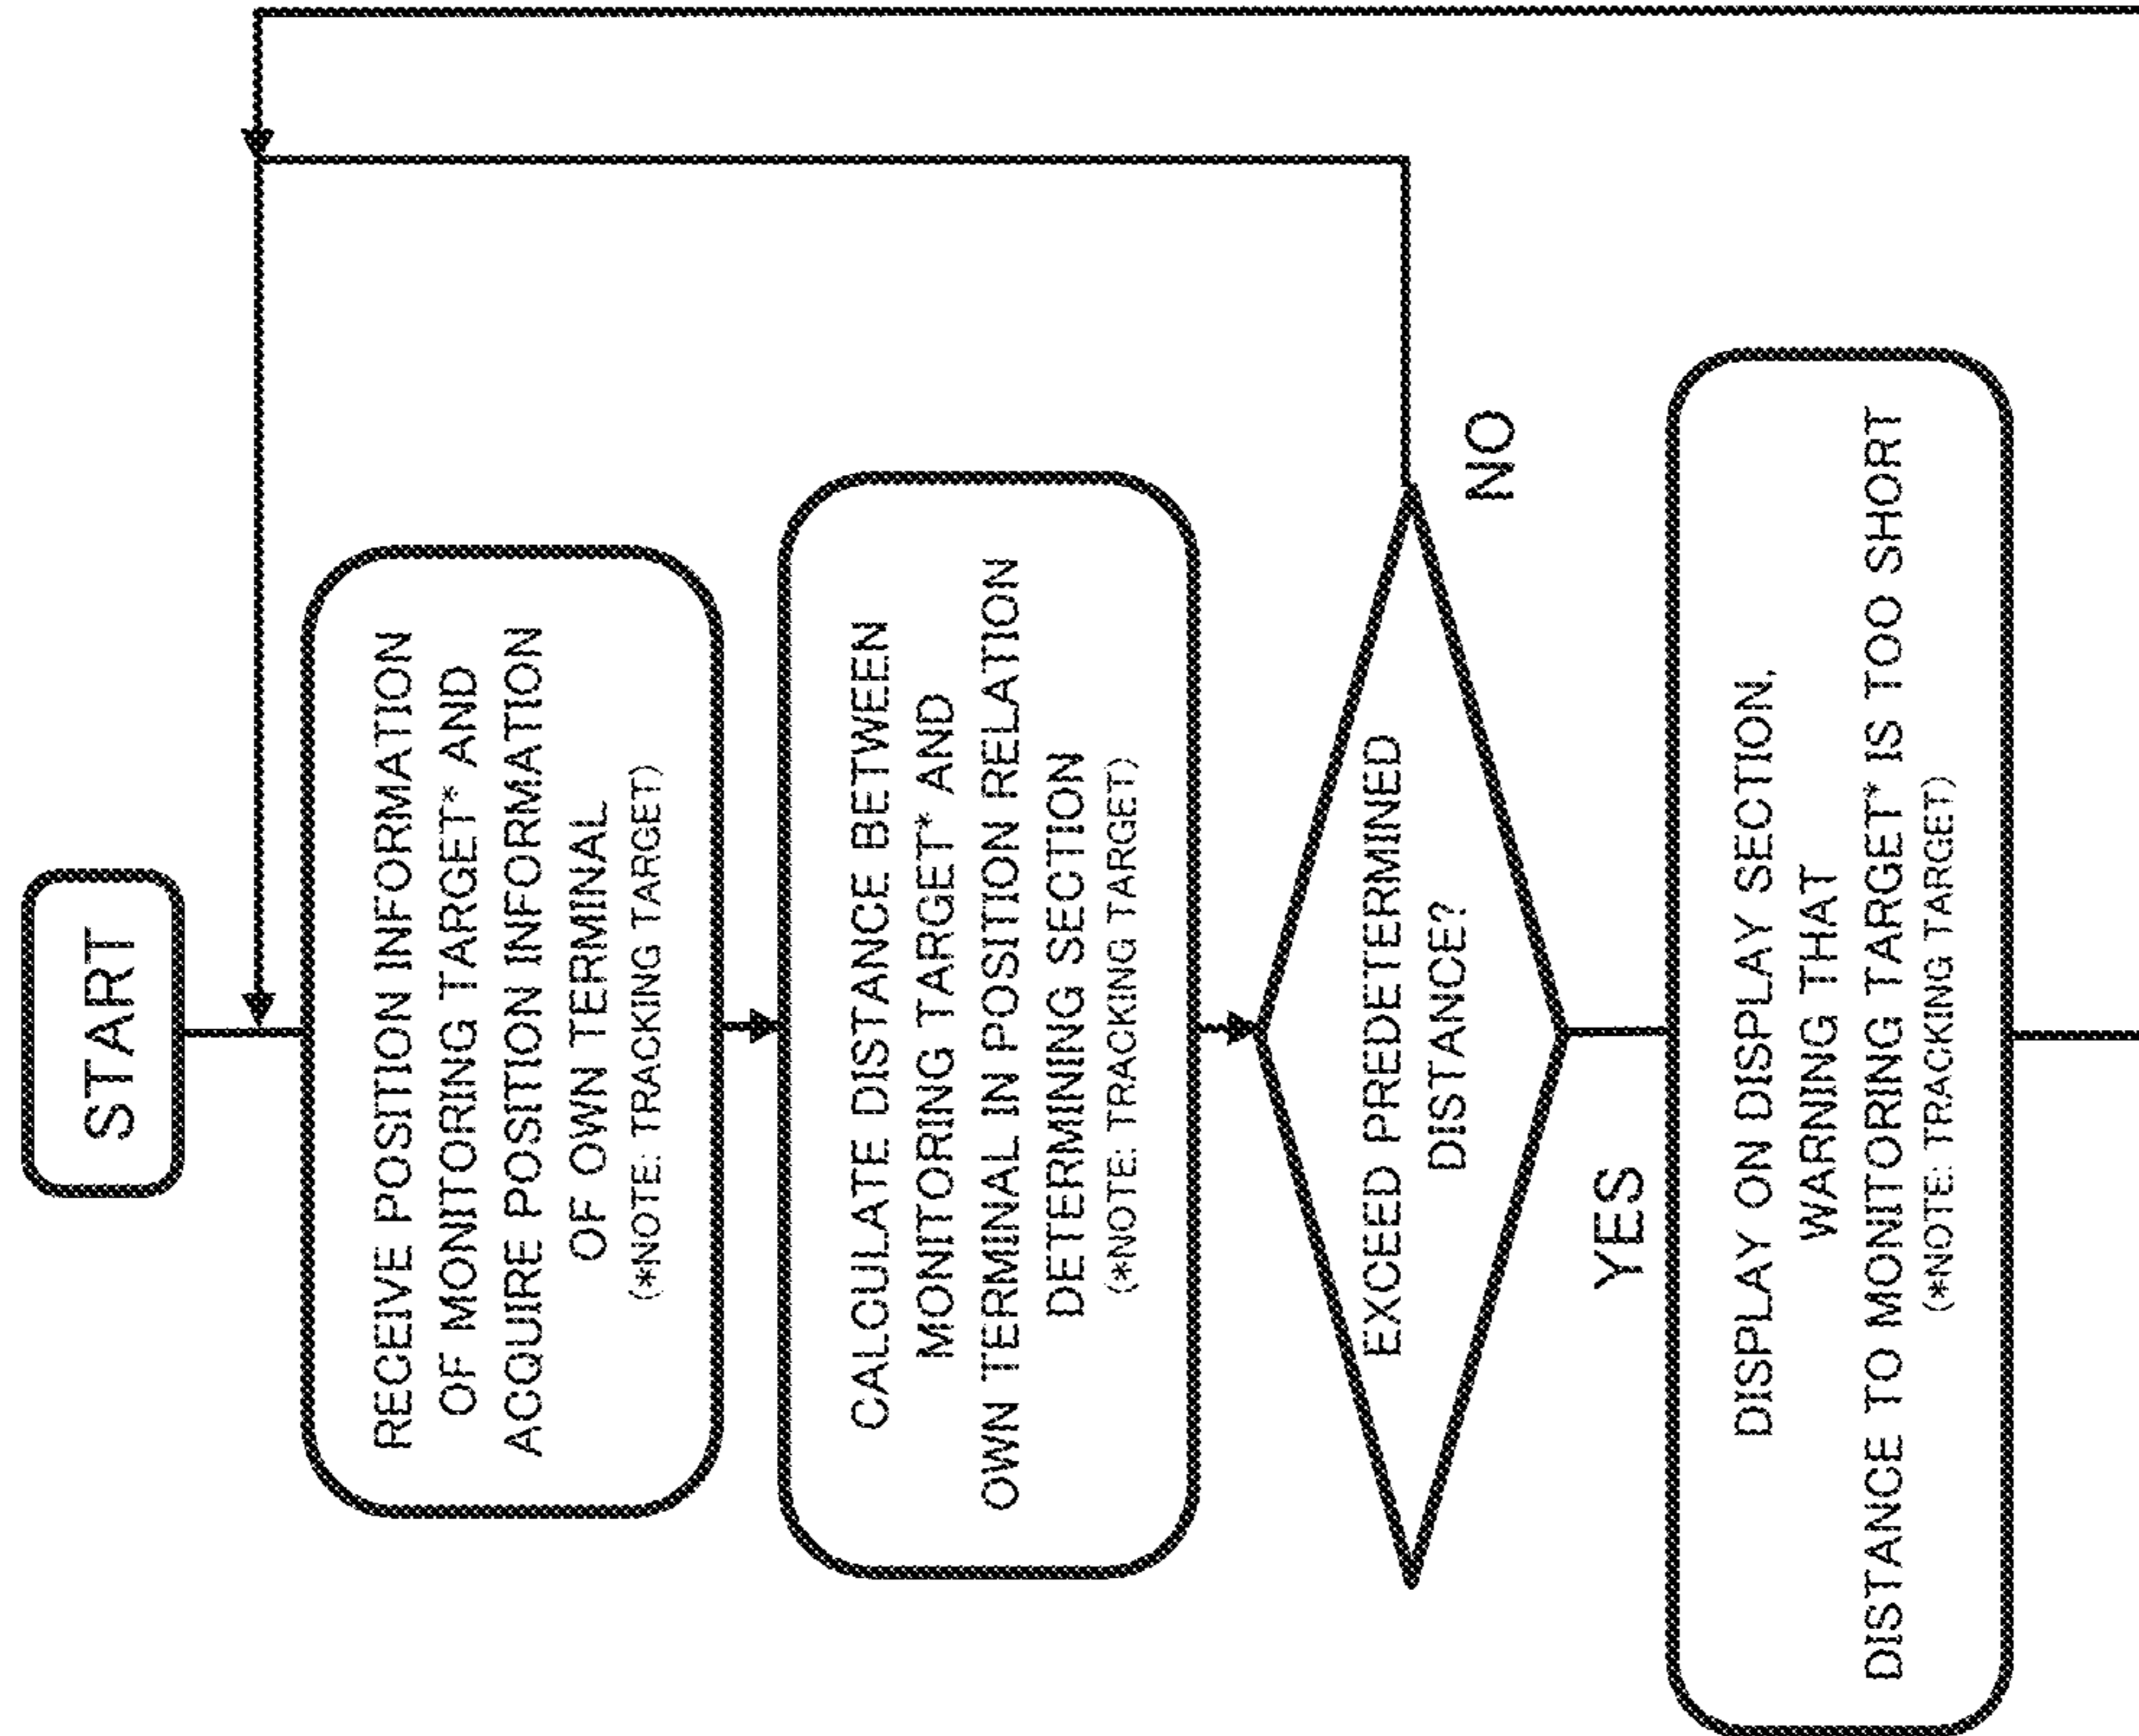 START
RECEIVE POSITION INFORMATION
OF MONITORING TARGET* AND
ACQUIRE POSITION INFORMATION
OF OWN TERMINAL
(*NOTE: TRACKING TARGET)
CALCULATE DISTANCE BETWEEN
MONITORING TARGET* AND
OWN TERMINAL IN POSITION RELATION
DETERMINING SECTION
(*NOTE: TRACKING TARGET)
EXCEED PREDETERMINED
DISTANCE?
NO
YES
DISPLAY ON DISPLAY SECTION,
WARNING THAT
DISTANCE TO MONITORING TARGET* IS TOO SHORT
(*NOTE: TRACKING TARGET)